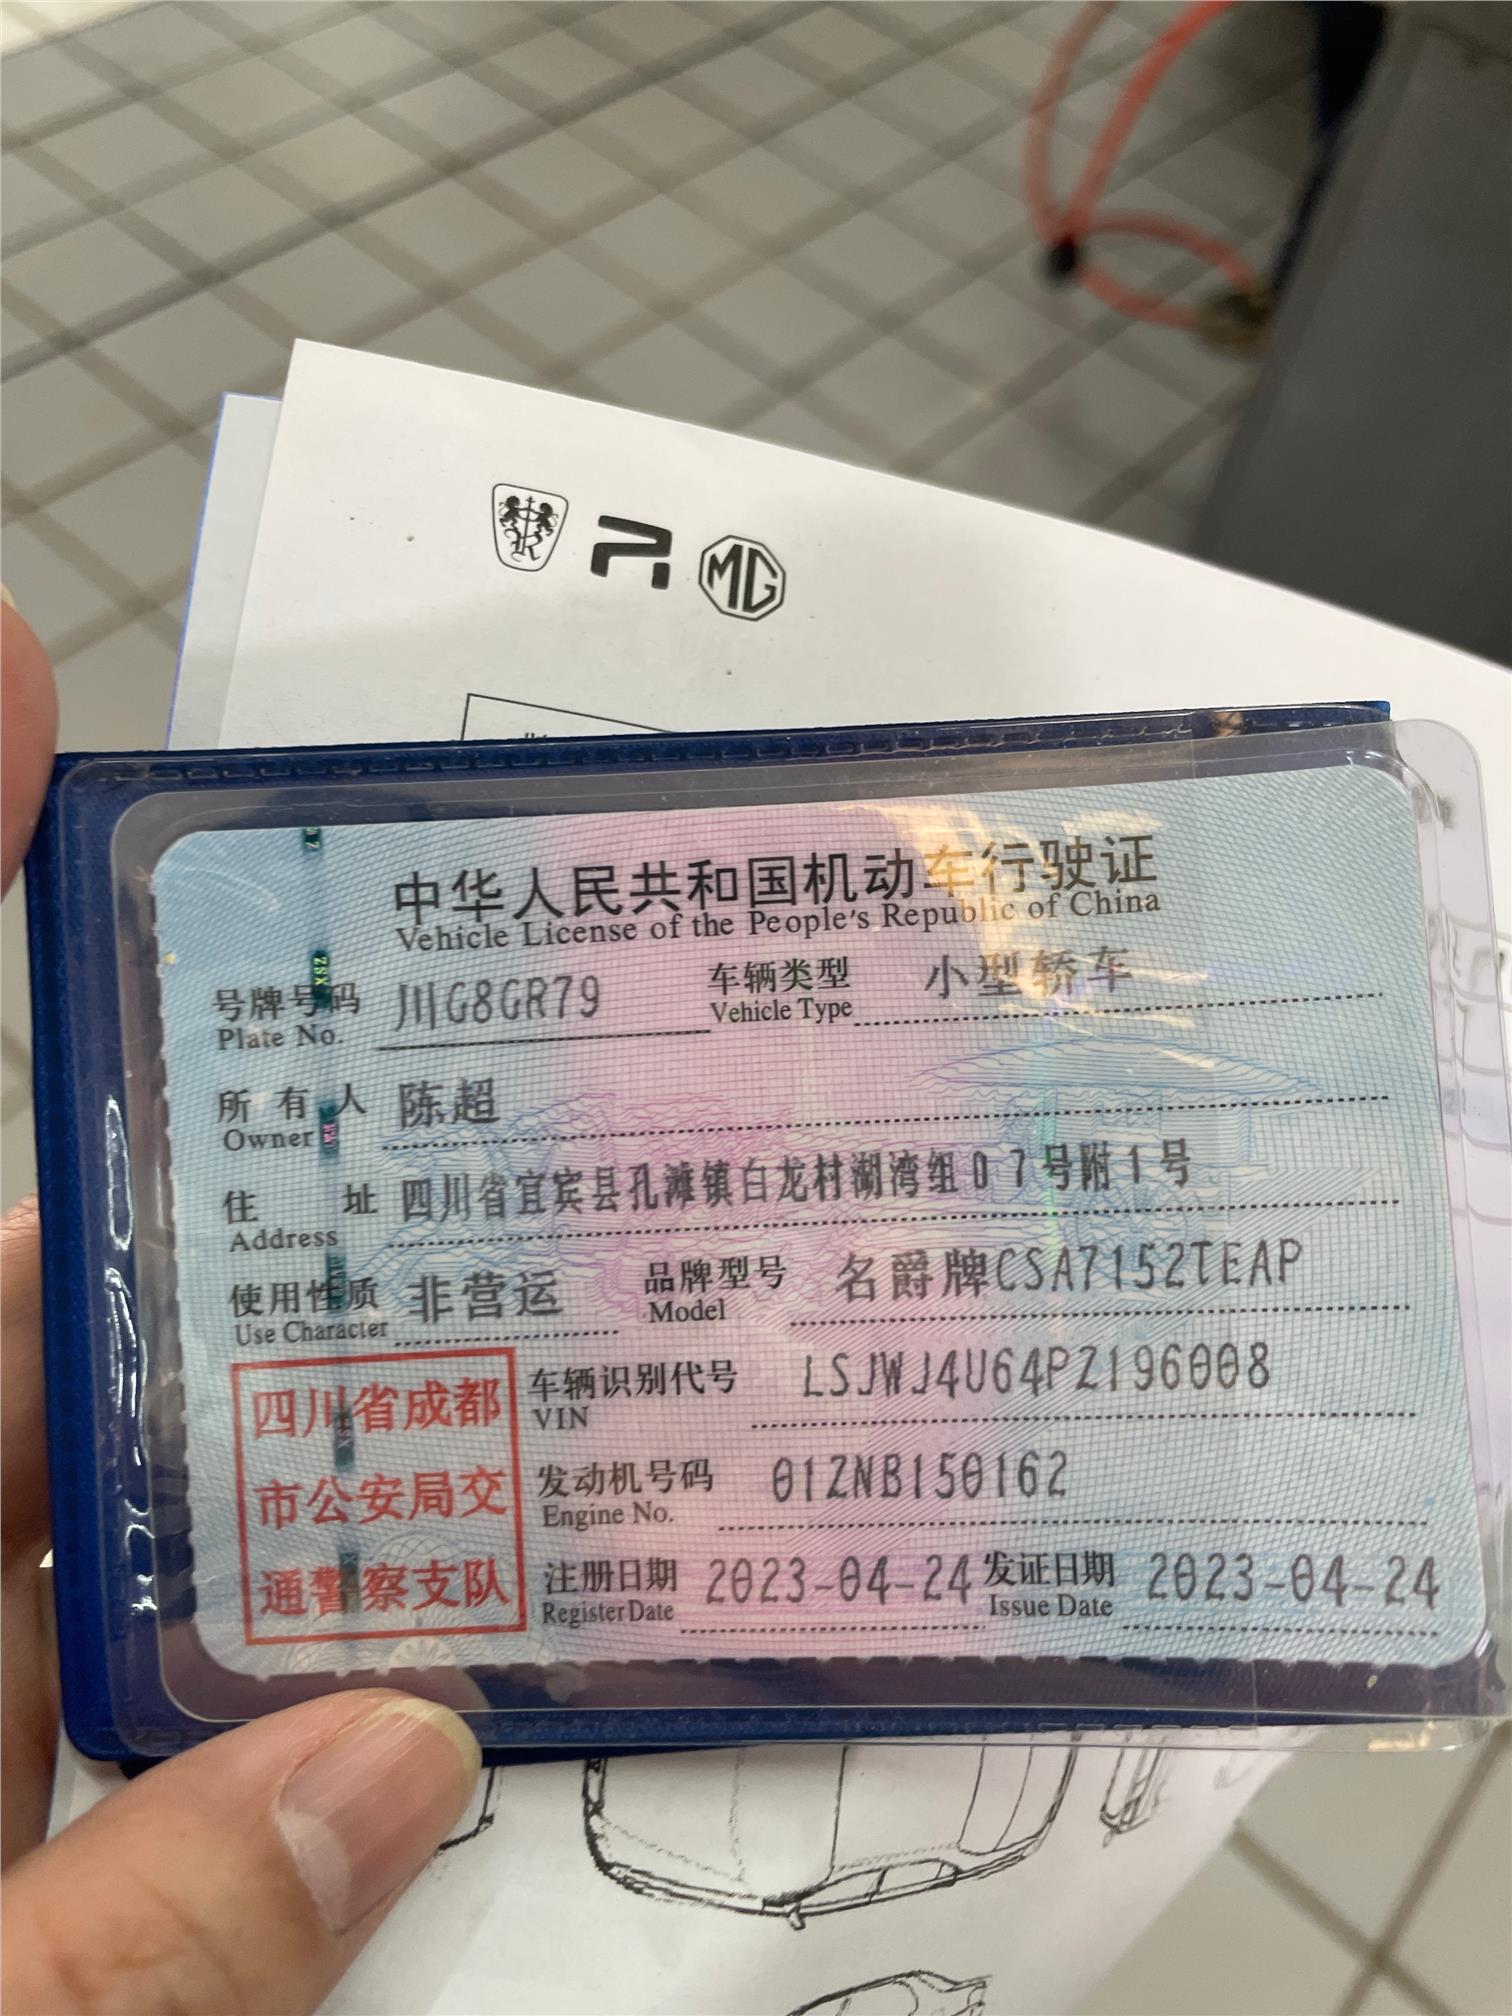 MG
中华人民共和国机动车行驶证
Vehicle License of the People's Republic of China
号牌号码 川G8GR79 车辆类型 小型轿车
Plate No. Vehicle Type
所有人 陈超
Owner
住址 四川省宜宾县孔滩镇白龙村湖湾组07号附1号
Address
使用性质 非营运 品牌型号 名爵牌CSA7152TEAP
Use Character Model
四川省成都
市公安局交
通警察支队
车辆识别代号 LSJWJ4U64PZ196008
VIN
发动机号码 01ZNB150162
Engine No.
注册日期 2023-04-24 发证日期 2023-04-24
Register Date Issue Date